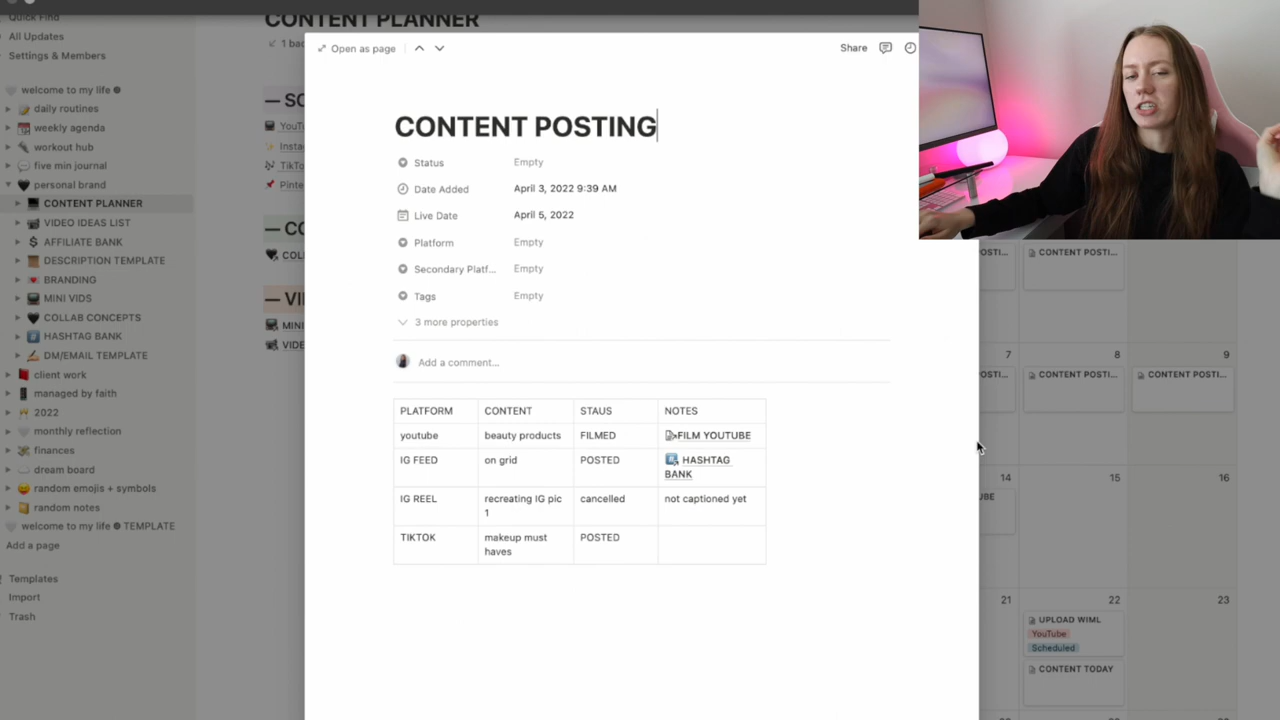 CONTENT PLANNER
Quick Find
All Updates
Settings & Members
welcome to my life
daily routines
weekly agenda
workout hub
five min journal
personal brand
CONTENT PLANNER
VIDEO IDEAS LIST
AFFILIATE BANK
DESCRIPTION TEMPLATE
BRANDING
MINI VIDS
COLLAB CONCEPTS
HASHTAG BANK
DM/EMAIL TEMPLATE
client work
managed by faith
2022
monthly reflection
finances
dream board
random emojis + symbols
random notes
welcome to my life TEMPLATE
Add a page
Templates
Import
Trash
Open as page
Share
CONTENT POSTING
Status Empty
Date Added April 3, 2022 9:39 AM
Live Date April 5, 2022
Platform Empty
Secondary Platf... Empty
Tags Empty
3 more properties
Add a comment...
PLATFORM CONTENT STAUS NOTES
youtube beauty products FILMED FILM YOUTUBE
IG FEED on grid POSTED HASHTAG
BANK
IG REEL recreating IG pic cancelled not captioned yet
1
TIKTOK makeup must POSTED
haves
CONTENT POSTI...
7 8 9
CONTENT POSTI... CONTENT POSTI...
14 15 16
21 22 23
UPLOAD WIML
YouTube
Scheduled
CONTENT TODAY